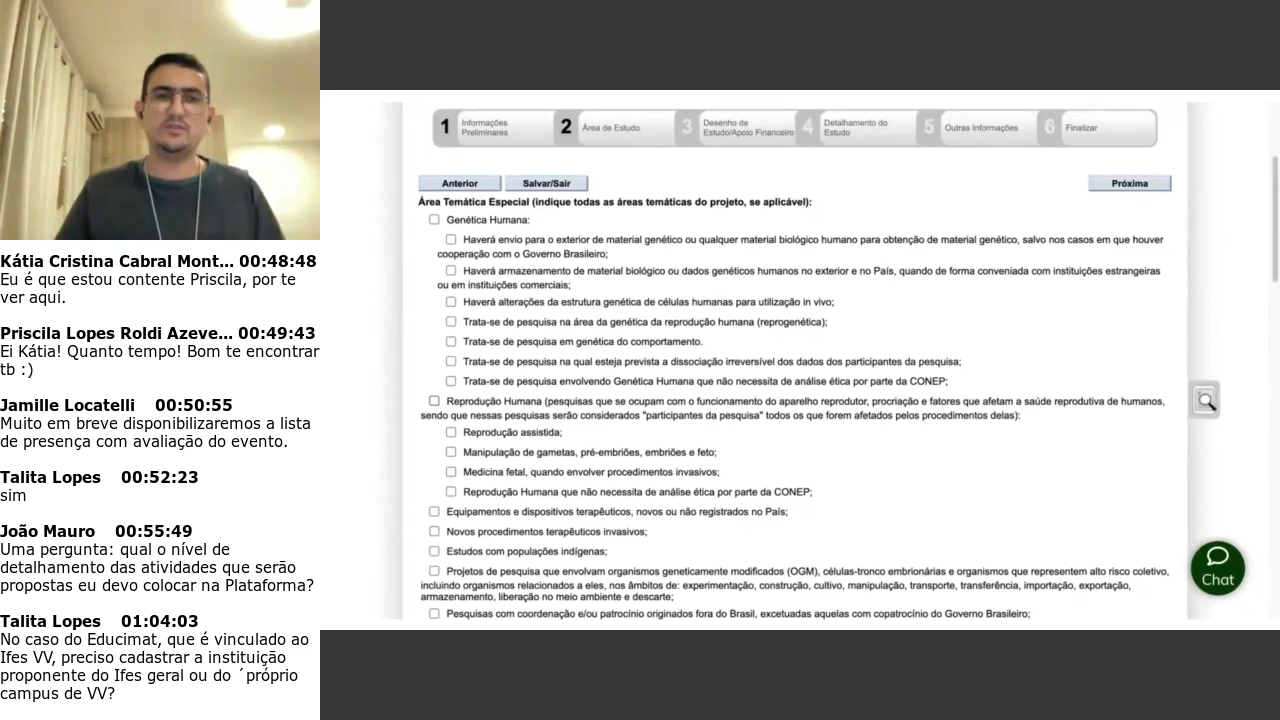 Kátia Cristina Cabral Mont... 00:48:48
Eu é que estou contente Priscila, por te
ver aqui.
Priscila Lopes Roldi Azeve... 00:49:43
Ei Kátia! Quanto tempo! Bom te encontrar
tb :)
Jamille Locatelli 00:50:55
Muito em breve disponibilizaremos a lista
de presença com avaliação do evento.
Talita Lopes 00:52:23
sim
João Mauro 00:55:49
Uma pergunta: qual o nível de
detalhamento das atividades que serão
propostas eu devo colocar na Plataforma?
Talita Lopes 01:04:03
No caso do Educimat, que é vinculado ao
Ifes VV, preciso cadastrar a instituição
proponente do Ifes geral ou do ´próprio
campus de VV?
1 Informações Preliminares 2 Área de Estudo 3 Desenho de Estudo/Apoio Financeiro 4 Detalhamento do Estudo 5 Outras Informações 6 Finalizar
Anterior Salvar/Sair Próxima
Área Temática Especial (indique todas as áreas temáticas do projeto, se aplicável):
Genética Humana:
Haverá envio para o exterior de material genético ou qualquer material biológico humano para obtenção de material genético, salvo nos casos em que houver
cooperação com o Governo Brasileiro;
Haverá armazenamento de material biológico ou dados genéticos humanos no exterior e no País, quando de forma conveniada com instituições estrangeiras
ou em instituições comerciais;
Haverá alterações da estrutura genética de células humanas para utilização in vivo;
Trata-se de pesquisa na área da genética da reprodução humana (reprogenética);
Trata-se de pesquisa em genética do comportamento.
Trata-se de pesquisa na qual esteja prevista a dissociação irreversível dos dados dos participantes da pesquisa;
Trata-se de pesquisa envolvendo Genética Humana que não necessita de análise ética por parte da CONEP;
Reprodução Humana (pesquisas que se ocupam com o funcionamento do aparelho reprodutor, procriação e fatores que afetam a saúde reprodutiva de humanos,
sendo que nessas pesquisas serão considerados "participantes da pesquisa" todos os que forem afetados pelos procedimentos delas):
Reprodução assistida;
Manipulação de gametas, pré-embriões, embriões e feto;
Medicina fetal, quando envolver procedimentos invasivos;
Reprodução Humana que não necessita de análise ética por parte da CONEP;
Equipamentos e dispositivos terapêuticos, novos ou não registrados no País;
Novos procedimentos terapêuticos invasivos;
Estudos com populações indígenas;
Projetos de pesquisa que envolvam organismos geneticamente modificados (OGM), células-tronco embrionárias e organismos que representem alto risco coletivo,
incluindo organismos relacionados a eles, nos âmbitos de: experimentação, construção, cultivo, manipulação, transporte, transferência, importação, exportação,
armazenamento, liberação no meio ambiente e descarte;
Pesquisas com coordenação e/ou patrocínio originados fora do Brasil, excetuadas aquelas com copatrocínio do Governo Brasileiro;
Chat